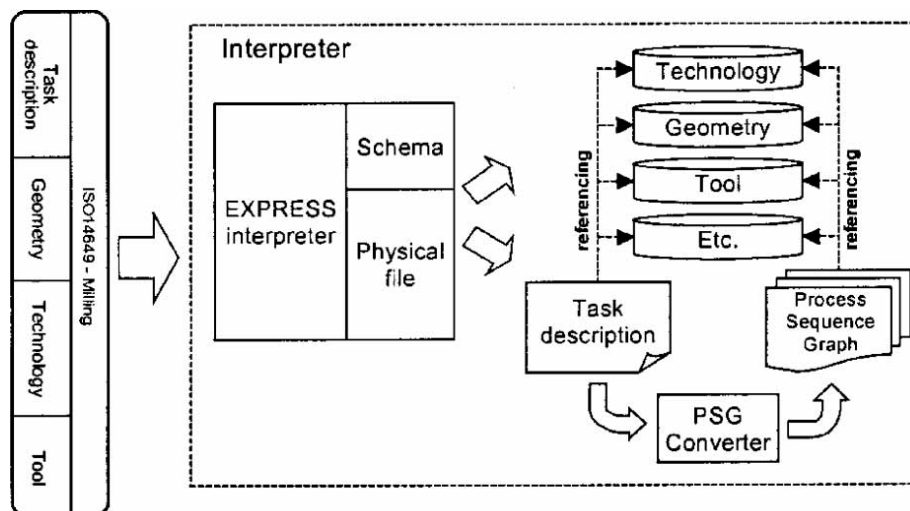 Task
description
Geometry
Technology
Tool
ISO14649 - Milling
Interpreter
EXPRESS
interpreter
Schema
Physical
file
Technology
Geometry
Tool
Etc.
referencing
referencing
Task
description
Process
Sequence
Graph
PSG
Converter